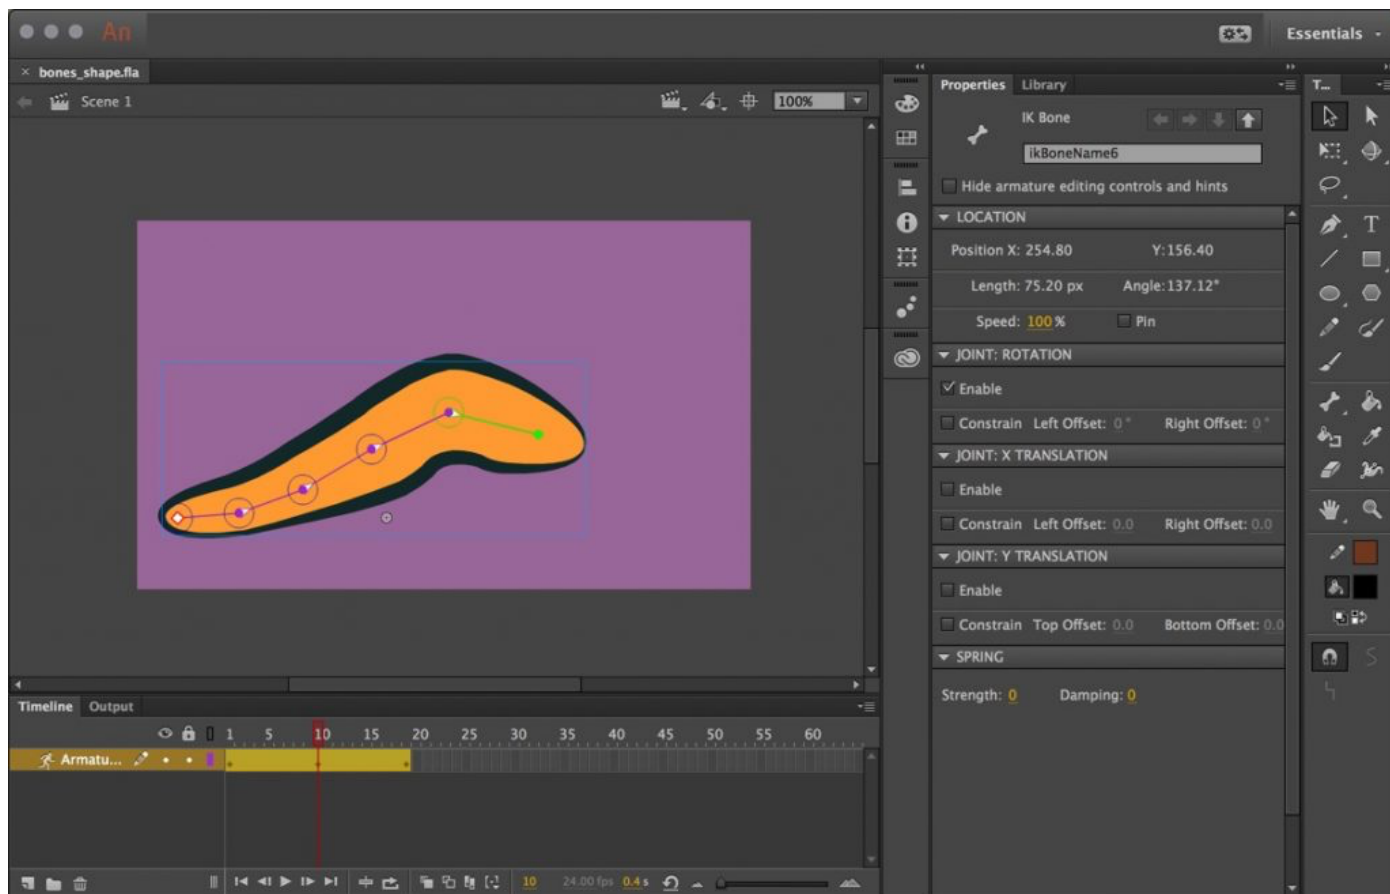 An
Essentials
× bones_shape.fla
Scene 1
100%
Properties Library
T...
IK Bone
ikBoneName6
Hide armature editing controls and hints
LOCATION
Position X: 254.80 Y:156.40
Length: 75.20 px Angle:137.12°
Speed: 100 % Pin
JOINT: ROTATION
Enable
Constrain Left Offset: 0 ° Right Offset: 0 °
JOINT: X TRANSLATION
Enable
Constrain Left Offset: 0.0 Right Offset: 0.0
JOINT: Y TRANSLATION
Enable
Constrain Top Offset: 0.0 Bottom Offset: 0.0
SPRING
Strength: 0 Damping: 0
Timeline Output
1 5 10 15 20 25 30 35 40 45 50 55 60
Armatu...
10 24.00 fps 0.4 s